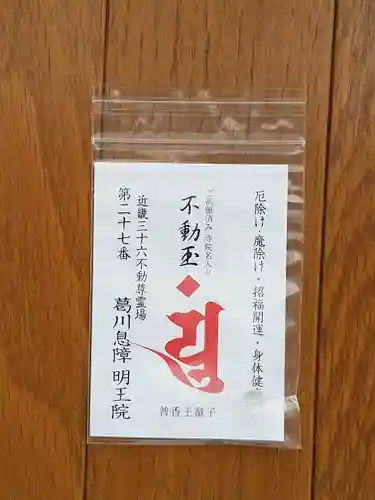 厄除け・魔除け・招福開運・身体健
ご祈願済み(寺院名入り)
不動玉
普香王童子
近畿三十六不動尊霊場
第二十七番 葛川息障 明王院